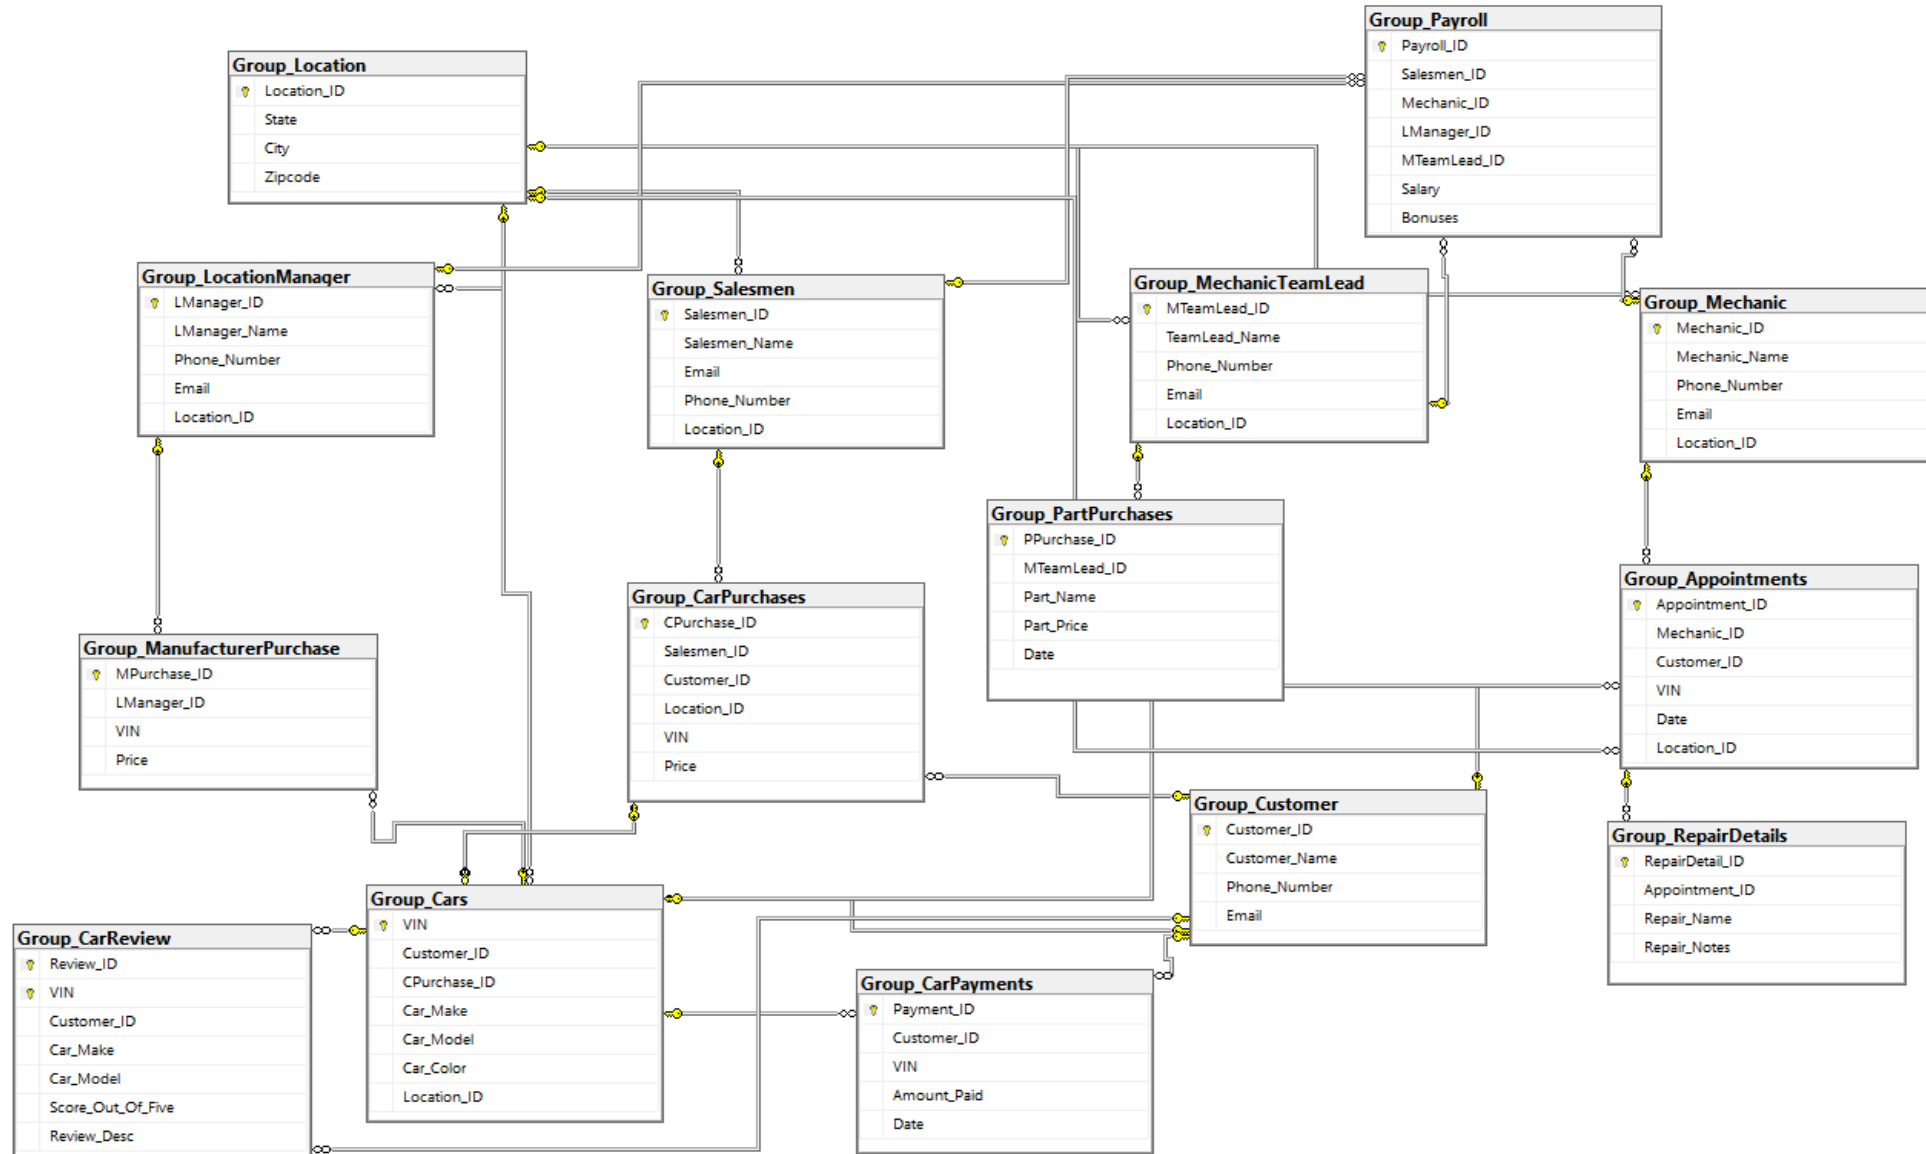 Group_Payroll
Payroll_ID
Salesmen_ID
Mechanic_ID
LManager_ID
MTeamLead_ID
Salary
Bonuses
Group_Location
Location_ID
State
City
Zipcode
Group_LocationManager
LManager_ID
LManager_Name
Phone_Number
Email
Location_ID
Group_Salesmen
Salesmen_ID
Salesmen_Name
Email
Phone_Number
Location_ID
Group_MechanicTeamLead
MTeamLead_ID
TeamLead_Name
Phone_Number
Email
Location_ID
Group_Mechanic
Mechanic_ID
Mechanic_Name
Phone_Number
Email
Location_ID
Group_PartPurchases
PPurchase_ID
MTeamLead_ID
Part_Name
Part_Price
Date
Group_Appointments
Appointment_ID
Mechanic_ID
Customer_ID
VIN
Date
Location_ID
Group_CarPurchases
CPurchase_ID
Salesmen_ID
Customer_ID
Location_ID
VIN
Price
Group_ManufacturerPurchase
MPurchase_ID
LManager_ID
VIN
Price
Group_Customer
Customer_ID
Customer_Name
Phone_Number
Email
Group_RepairDetails
RepairDetail_ID
Appointment_ID
Repair_Name
Repair_Notes
Group_Cars
VIN
Customer_ID
CPurchase_ID
Car_Make
Car_Model
Car_Color
Location_ID
Group_CarReview
Review_ID
VIN
Customer_ID
Car_Make
Car_Model
Score_Out_Of_Five
Review_Desc
Group_CarPayments
Payment_ID
Customer_ID
VIN
Amount_Paid
Date